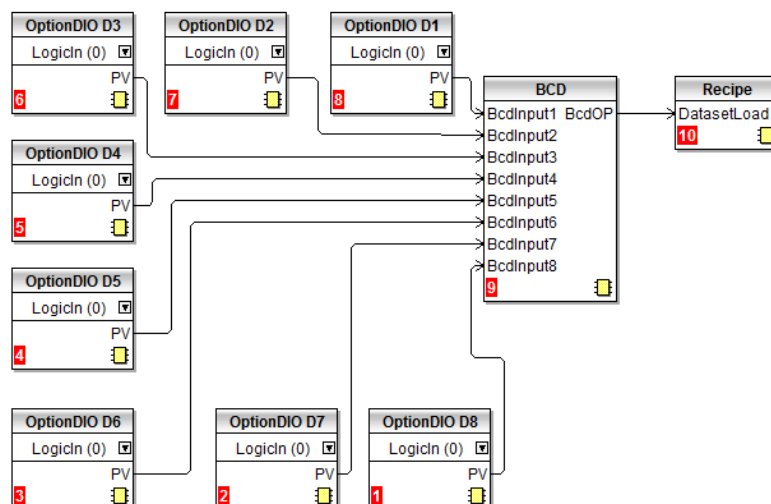 OptionDIO D3
LogicIn (0)
PV
6
OptionDIO D2
LogicIn (0)
PV
7
OptionDIO D1
LogicIn (0)
PV
8
BCD
BcdInput1 BcdOP
BcdInput2
BcdInput3
BcdInput4
BcdInput5
BcdInput6
BcdInput7
BcdInput8
9
Recipe
DatasetLoad
10
OptionDIO D4
LogicIn (0)
PV
5
OptionDIO D5
LogicIn (0)
PV
4
OptionDIO D6
LogicIn (0)
PV
3
OptionDIO D7
LogicIn (0)
PV
2
OptionDIO D8
LogicIn (0)
PV
1